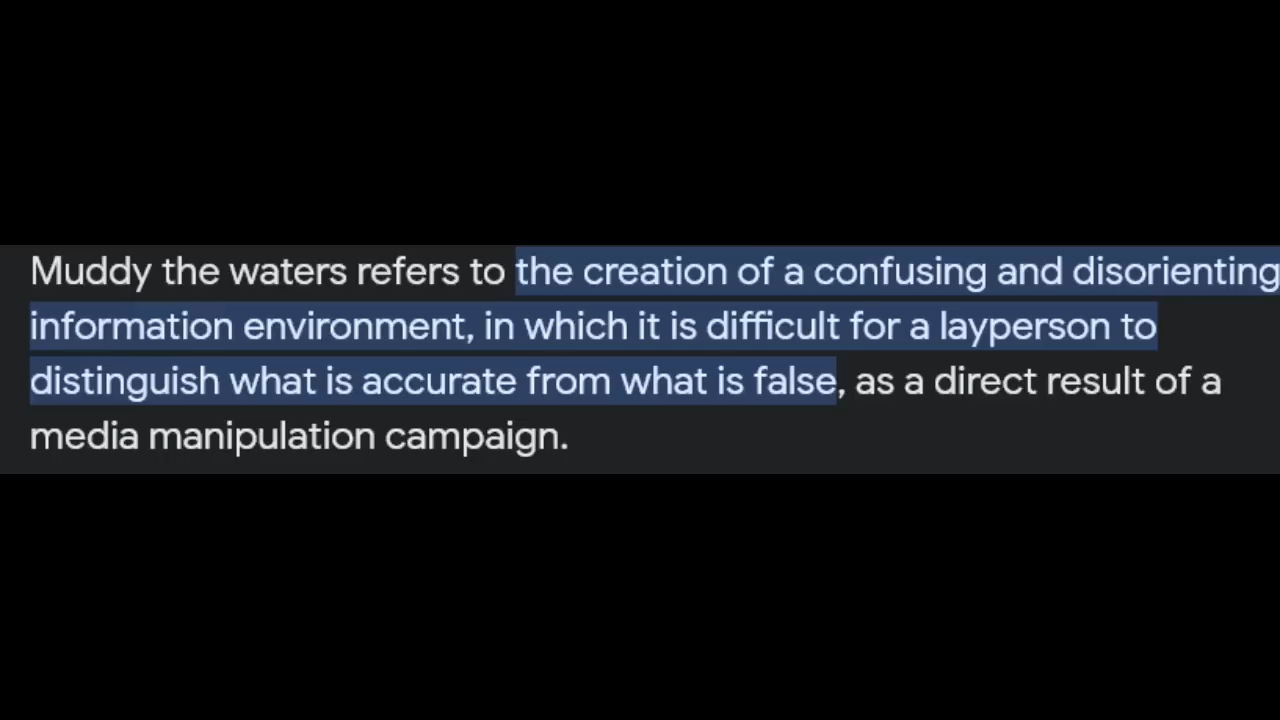 Muddy the waters refers to the creation of a confusing and disorienting
information environment, in which it is difficult for a layperson to
distinguish what is accurate from what is false, as a direct result of a
media manipulation campaign.